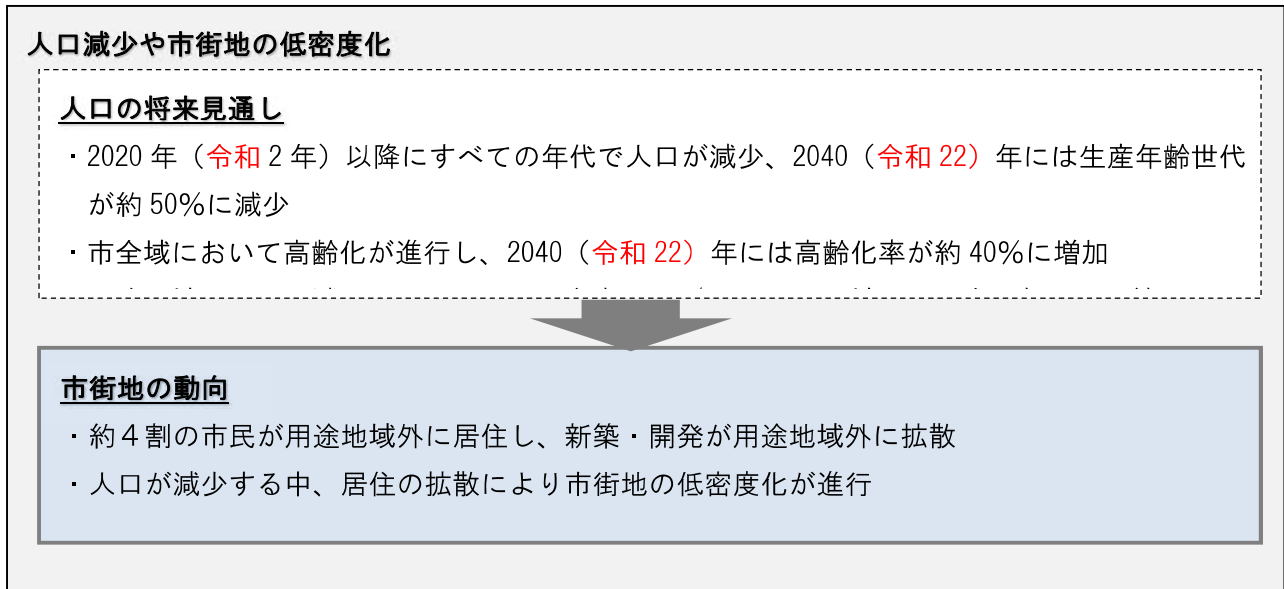 人口減少や市街地の低密度化
人口の将来見通し
・2020 年（令和 2 年）以降にすべての年代で人口が減少、2040（令和 22）年には生産年齢世代
が約 50％に減少
・市全域において高齢化が進行し、2040（令和 22）年には高齢化率が約 40％に増加
市街地の動向
・約４割の市民が用途地域外に居住し、新築・開発が用途地域外に拡散
・人口が減少する中、居住の拡散により市街地の低密度化が進行